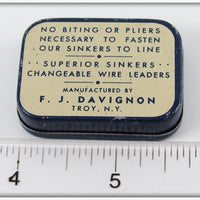 NO BITING OR PLIERS
NECESSARY TO FASTEN
OUR SINKERS TO LINE
SUPERIOR SINKERS
CHANGEABLE WIRE LEADERS
MANUFACTURED BY
F. J. DAVIGNON
TROY, N.Y.
4 5